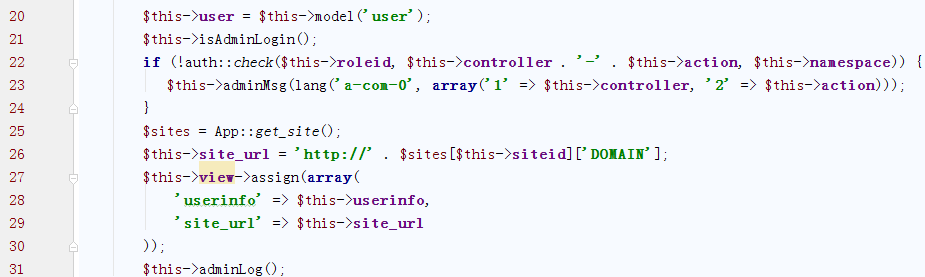 20 $this->user = $this->model('user');
21 $this->isAdminLogin();
22 if (!auth::check($this->roleid, $this->controller . '-' . $this->action, $this->namespace)) {
23 $this->adminMsg(lang('a-com-0', array('1' => $this->controller, '2' => $this->action)));
24 }
25 $sites = App::get_site();
26 $this->site_url = 'http://' . $sites[$this->siteid]['DOMAIN'];
27 $this->view->assign(array(
28 'userinfo' => $this->userinfo,
29 'site_url' => $this->site_url
30 ));
31 $this->adminLog();